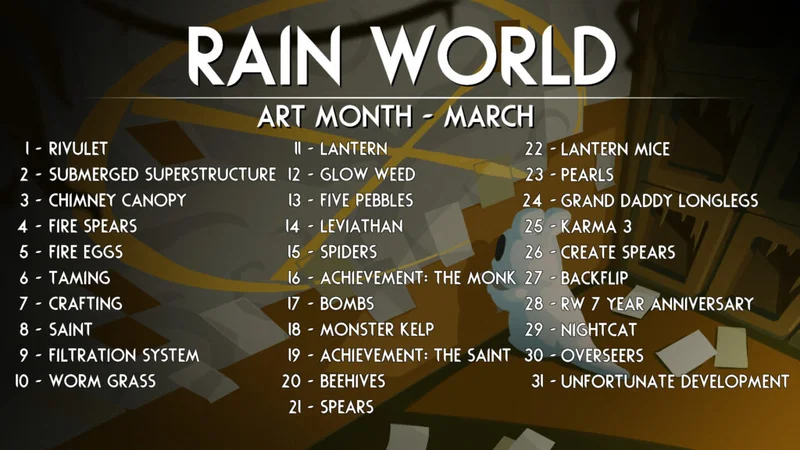 RAIN WORLD
ART MONTH - MARCH
1 - RIVULET
2 - SUBMERGED SUPERSTRUCTURE
3 - CHIMNEY CANOPY
4 - FIRE SPEARS
5 - FIRE EGGS
6 - TAMING
7 - CRAFTING
8 - SAINT
9 - FILTRATION SYSTEM
10 - WORM GRASS
11 - LANTERN
12 - GLOW WEED
13 - FIVE PEBBLES
14 - LEVIATHAN
15 - SPIDERS
16 - ACHIEVEMENT: THE MONK
17 - BOMBS
18 - MONSTER KELP
19 - ACHIEVEMENT: THE SAINT
20 - BEEHIVES
21 - SPEARS
22 - LANTERN MICE
23 - PEARLS
24 - GRAND DADDY LONGLEGS
25 - KARMA 3
26 - CREATE SPEARS
27 - BACKFLIP
28 - RW 7 YEAR ANNIVERSARY
29 - NIGHTCAT
30 - OVERSEERS
31 - UNFORTUNATE DEVELOPMENT